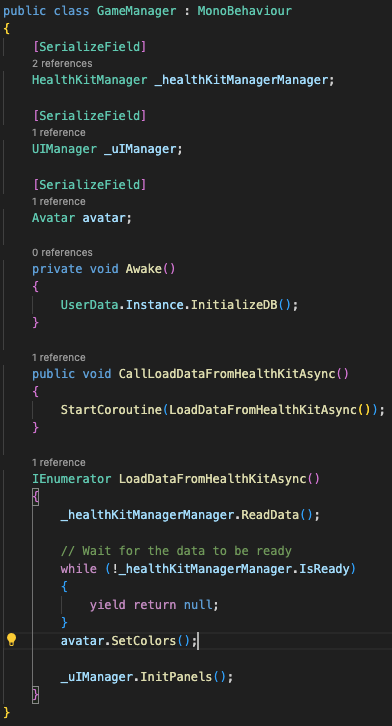 public class GameManager : MonoBehaviour
{
[SerializeField]
2 references
HealthKitManager _healthKitManagerManager;
[SerializeField]
1 reference
UIManager _uIManager;
[SerializeField]
1 reference
Avatar avatar;
0 references
private void Awake()
{
UserData.Instance.InitializeDB();
}
1 reference
public void CallLoadDataFromHealthKitAsync()
{
StartCoroutine(LoadDataFromHealthKitAsync());
}
1 reference
IEnumerator LoadDataFromHealthKitAsync()
{
_healthKitManagerManager.ReadData();
// Wait for the data to be ready
while (!_healthKitManagerManager.IsReady)
{
yield return null;
}
avatar.SetColors();
_uIManager.InitPanels();
}
}